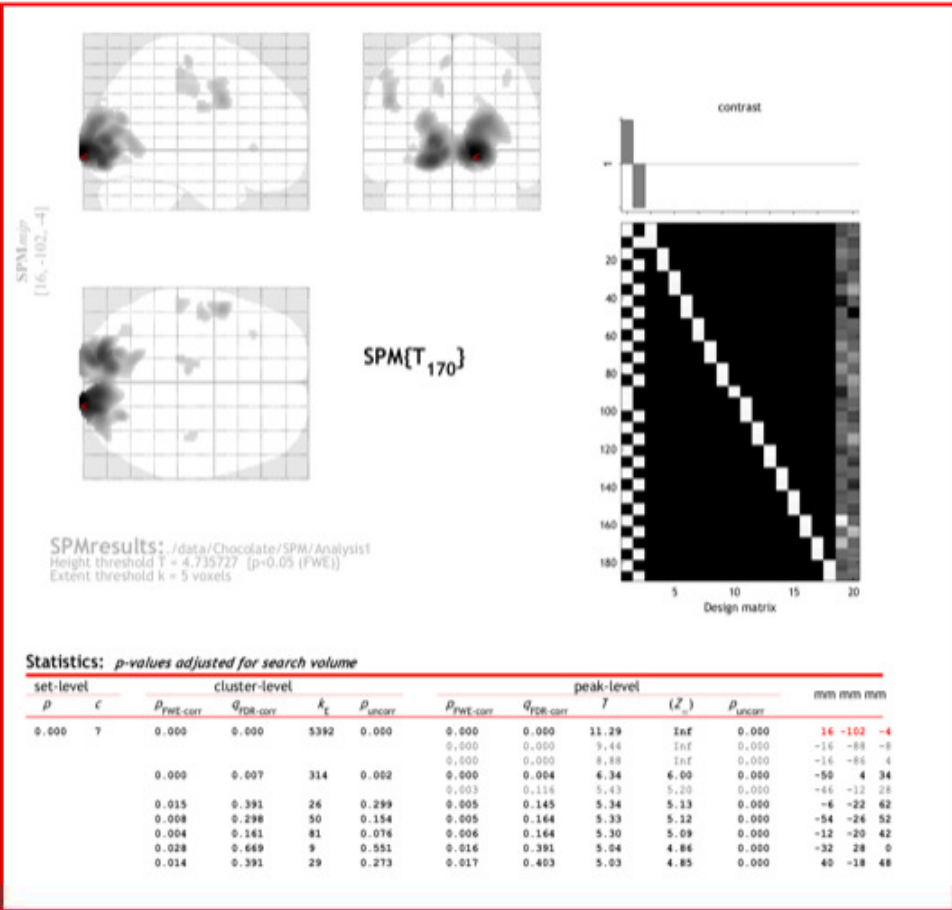 contrast
1
SPMmip
[16, -102, -4]
SPM{T170}
20
40
60
80
100
120
140
160
180
5 10 15 20
Design matrix
SPMresults: ./data/Chocolate/SPM/Analysis1
Height threshold T = 4.735727 {p<0.05 (FWE)}
Extent threshold k = 5 voxels
Statistics: p-values adjusted for search volume
set-level cluster-level peak-level mm mm mm
p c pFWE-corr qFDR-corr kE puncorr pFWE-corr qFDR-corr T (Z≡) puncorr
0.000 7 0.000 0.000 5392 0.000 0.000 0.000 11.29 Inf 0.000 16 -102 -4
0.000 0.000 9.44 Inf 0.000 -16 -88 -8
0.000 0.000 8.88 Inf 0.000 -16 -86 4
0.000 0.007 314 0.002 0.000 0.004 6.34 6.00 0.000 -50 4 34
0.003 0.116 5.43 5.20 0.000 -46 -12 28
0.015 0.391 26 0.299 0.005 0.145 5.34 5.13 0.000 -6 -22 62
0.008 0.298 50 0.154 0.005 0.164 5.33 5.12 0.000 -54 -26 52
0.004 0.161 81 0.076 0.006 0.164 5.30 5.09 0.000 -12 -20 42
0.028 0.669 9 0.551 0.016 0.391 5.04 4.86 0.000 -32 28 0
0.014 0.391 29 0.273 0.017 0.403 5.03 4.85 0.000 40 -18 48